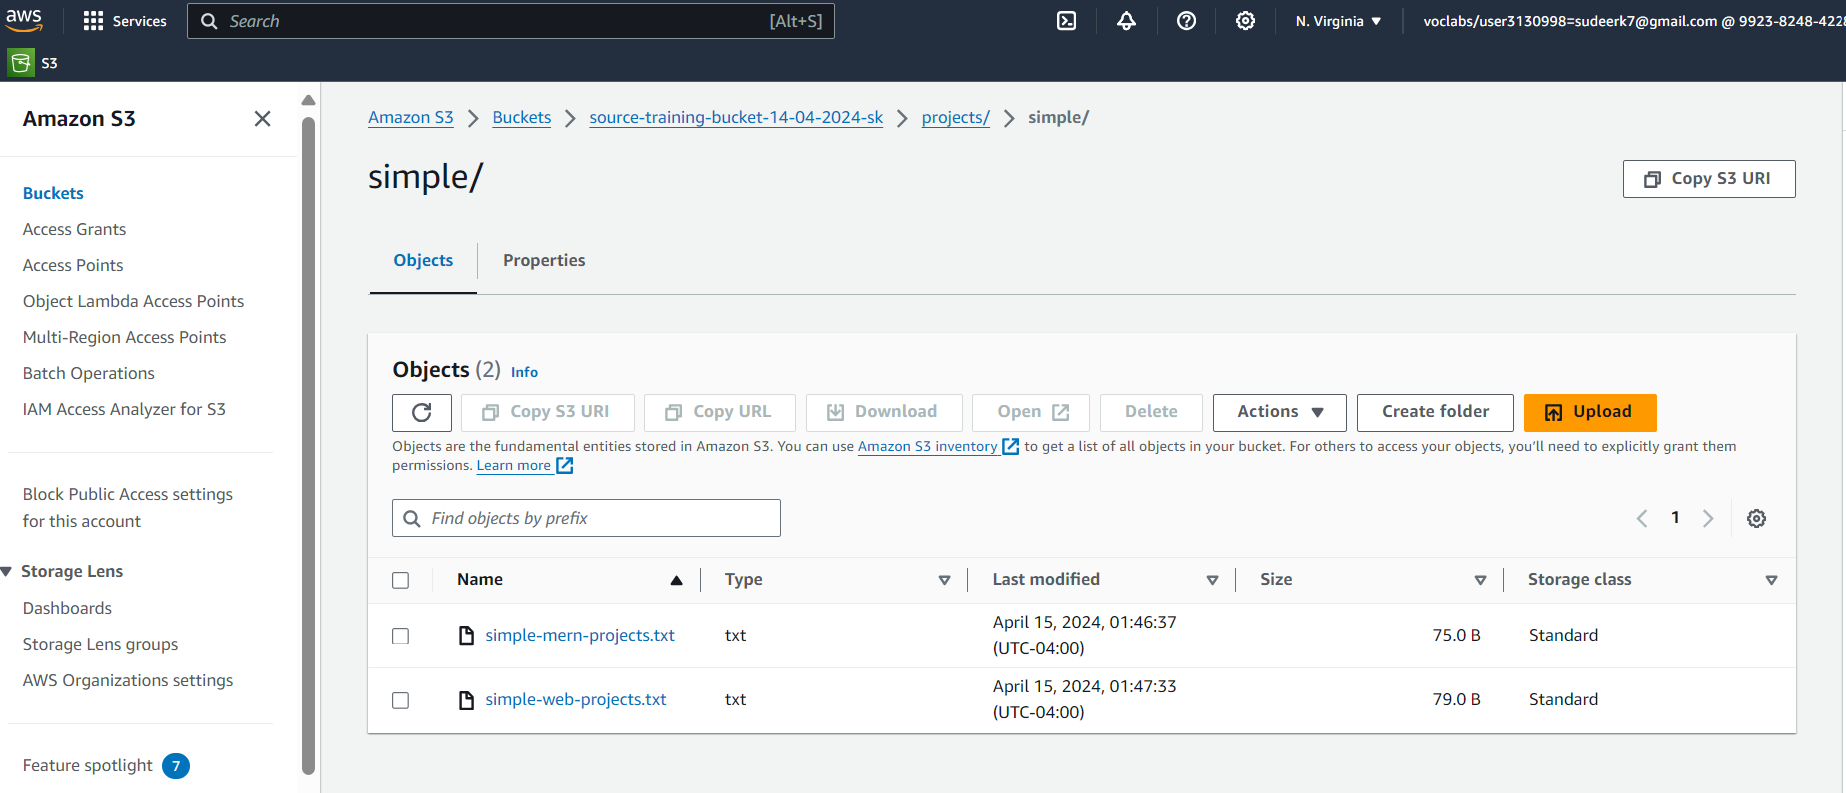 aws
Services
Search
[Alt+S]
N. Virginia
voclabs/user3130998=sudeerk7@gmail.com @ 9923-8248-4228
S3
Amazon S3
Buckets
Access Grants
Access Points
Object Lambda Access Points
Multi-Region Access Points
Batch Operations
IAM Access Analyzer for S3
Block Public Access settings
for this account
Storage Lens
Dashboards
Storage Lens groups
AWS Organizations settings
Feature spotlight 7
Amazon S3 Buckets source-training-bucket-14-04-2024-sk projects/ simple/
simple/
Copy S3 URI
Objects Properties
Objects (2) Info
Copy S3 URI Copy URL Download Open Delete Actions Create folder Upload
Objects are the fundamental entities stored in Amazon S3. You can use Amazon S3 inventory to get a list of all objects in your bucket. For others to access your objects, you'll need to explicitly grant them
permissions. Learn more
Find objects by prefix
1
Name Type Last modified Size Storage class
simple-mern-projects.txt txt April 15, 2024, 01:46:37 75.0 B Standard
(UTC-04:00)
simple-web-projects.txt txt April 15, 2024, 01:47:33 79.0 B Standard
(UTC-04:00)